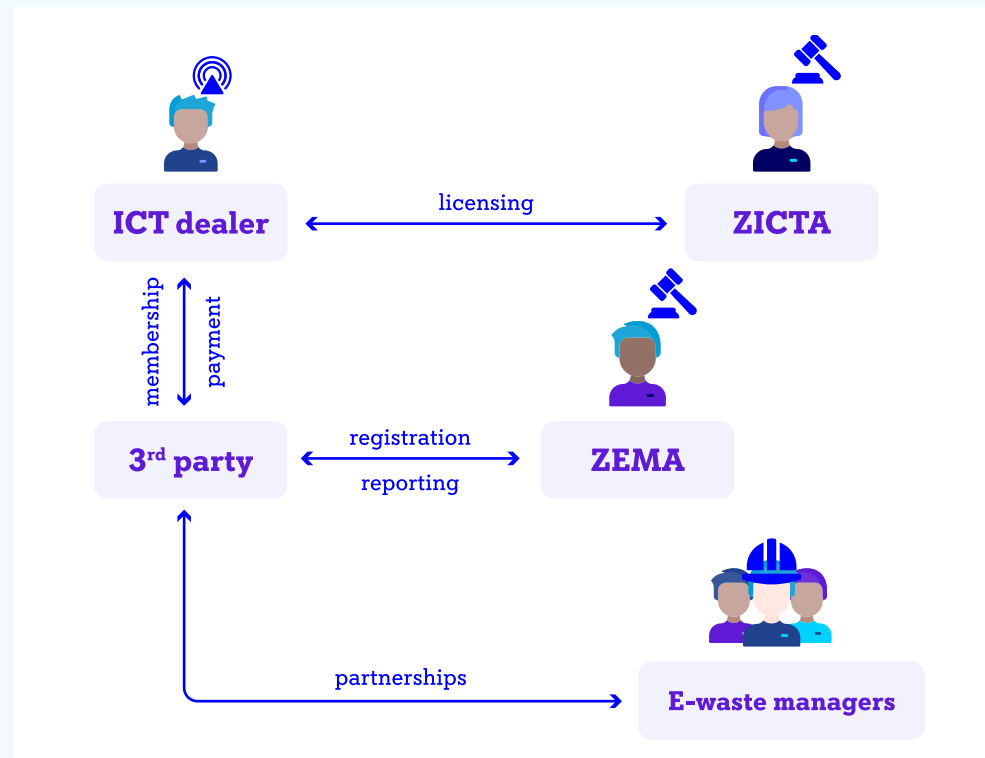 ICT dealer
licensing
ZICTA
membership
payment
3rd party
registration
reporting
ZEMA
partnerships
E-waste managers